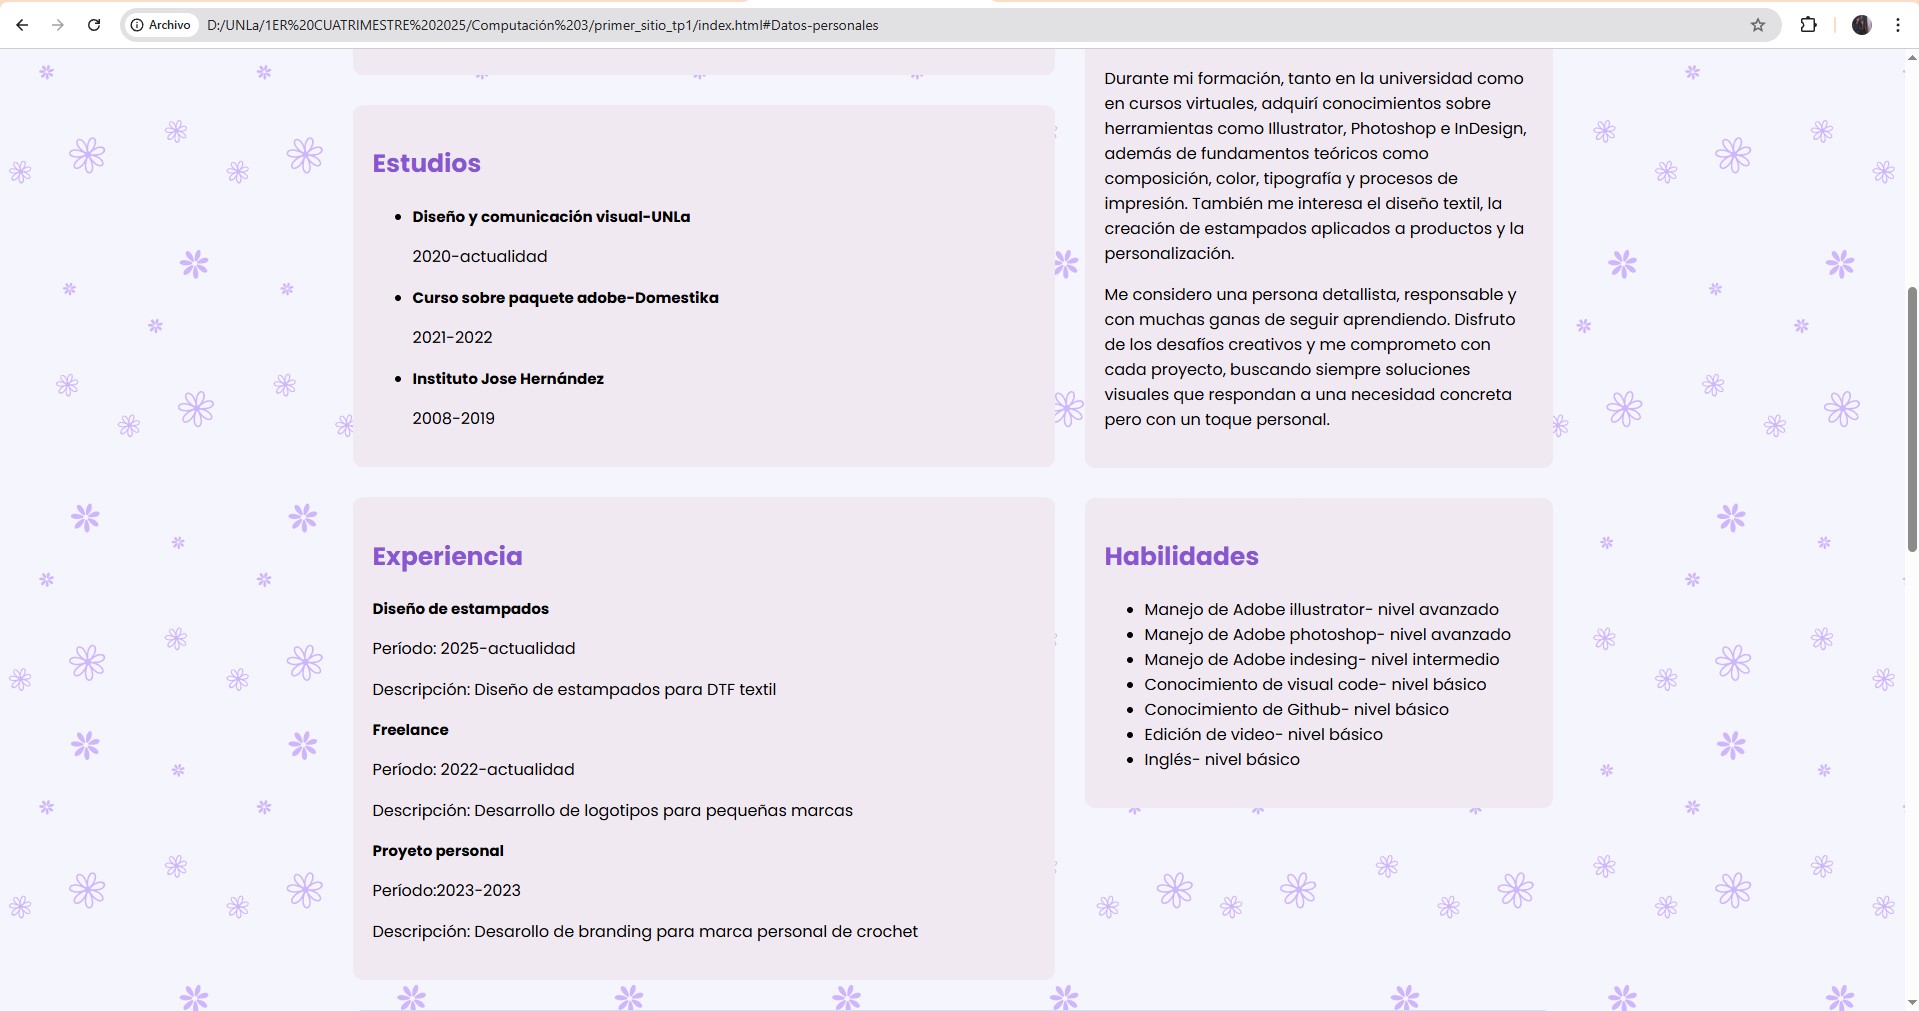 Archivo
D:/UNLa/1ER%20CUATRIMESTRE%202025/Computación%203/primer_sitio_tp1/index.html#Datos-personales
Estudios
Diseño y comunicación visual-UNLa
2020-actualidad
Curso sobre paquete adobe-Domestika
2021-2022
Instituto Jose Hernández
2008-2019
Durante mi formación, tanto en la universidad como
en cursos virtuales, adquirí conocimientos sobre
herramientas como Illustrator, Photoshop e InDesign,
además de fundamentos teóricos como
composición, color, tipografía y procesos de
impresión. También me interesa el diseño textil, la
creación de estampados aplicados a productos y la
personalización.
Me considero una persona detallista, responsable y
con muchas ganas de seguir aprendiendo. Disfruto
de los desafíos creativos y me comprometo con
cada proyecto, buscando siempre soluciones
visuales que respondan a una necesidad concreta
pero con un toque personal.
Experiencia
Diseño de estampados
Período: 2025-actualidad
Descripción: Diseño de estampados para DTF textil
Freelance
Período: 2022-actualidad
Descripción: Desarrollo de logotipos para pequeñas marcas
Proyeto personal
Período:2023-2023
Descripción: Desarollo de branding para marca personal de crochet
Habilidades
Manejo de Adobe illustrator- nivel avanzado
Manejo de Adobe photoshop- nivel avanzado
Manejo de Adobe indesing- nivel intermedio
Conocimiento de visual code- nivel básico
Conocimiento de Github- nivel básico
Edición de video- nivel básico
Inglés- nivel básico